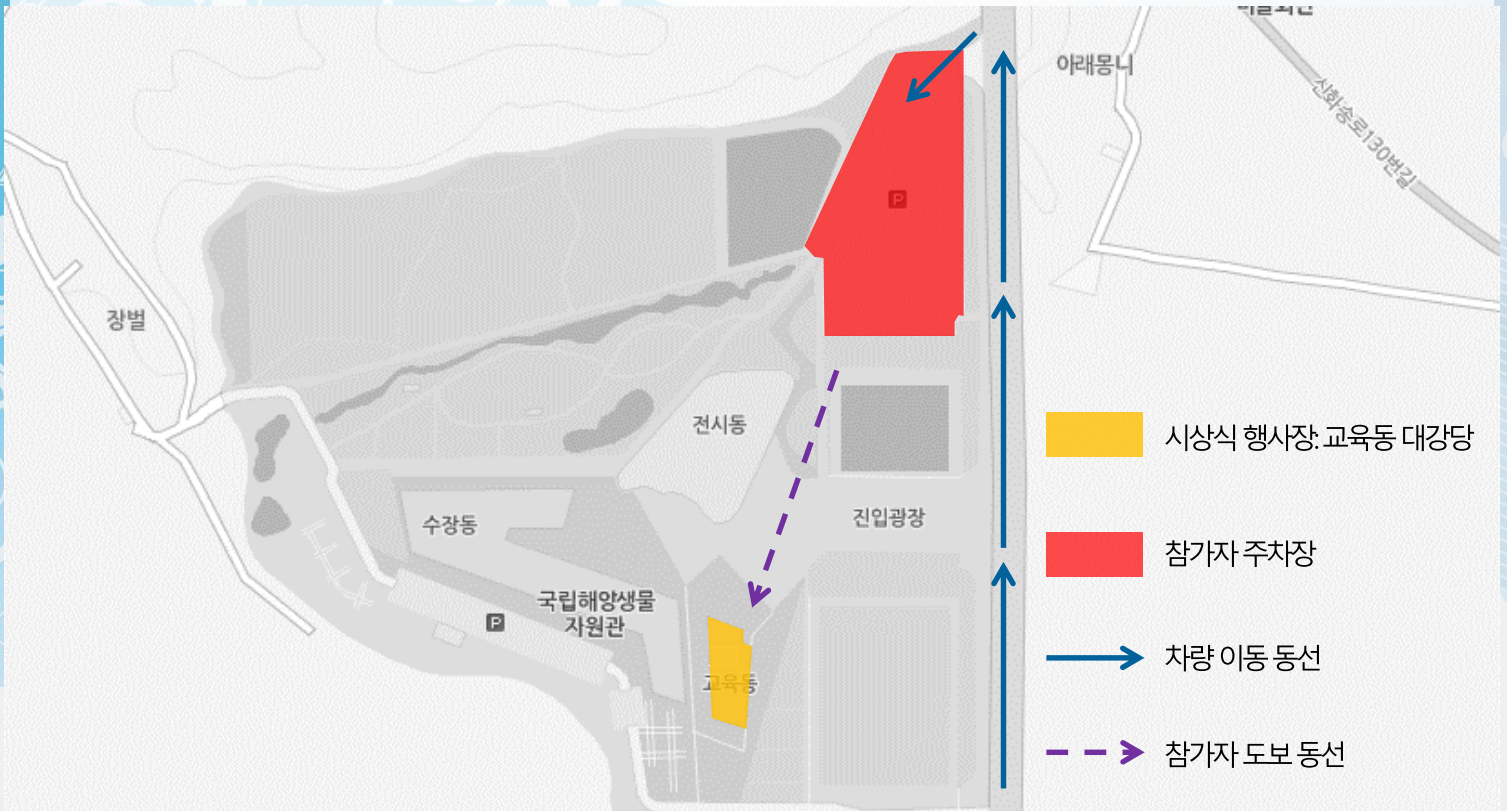 아래몽니
신화송로130번길
P
장벌
전시동
시상식 행사장: 교육동 대강당
수장동
진입광장
참가자 주차장
국립해양생물
자원관
P
차량 이동 동선
교육동
참가자 도보 동선